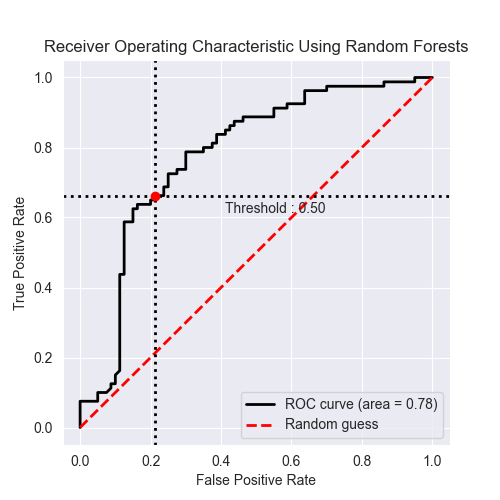 Receiver Operating Characteristic Using Random Forests
1.0
0.8
0.6
0.4
0.2
0.0
True Positive Rate
Threshold : 0.50
ROC curve (area = 0.78)
Random guess
0.0 0.2 0.4 0.6 0.8 1.0
False Positive Rate